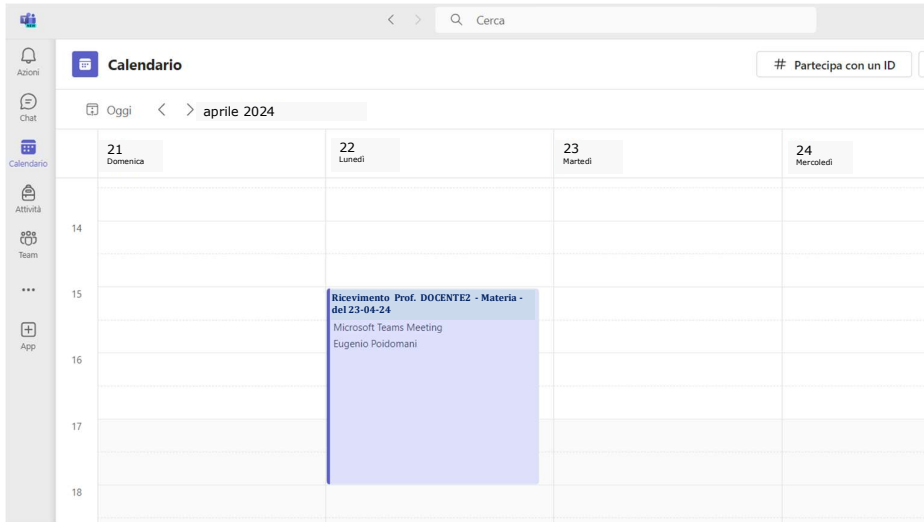 Cerca
Azioni
Chat
Calendario
Attività
Team
App
Calendario
# Partecipa con un ID
Oggi
aprile 2024
21
Domenica
22
Lunedì
23
Martedì
24
Mercoledì
14
15
16
17
18
Ricevimento Prof. DOCENTE2 - Materia -
del 23-04-24
Microsoft Teams Meeting
Eugenio Poidomani